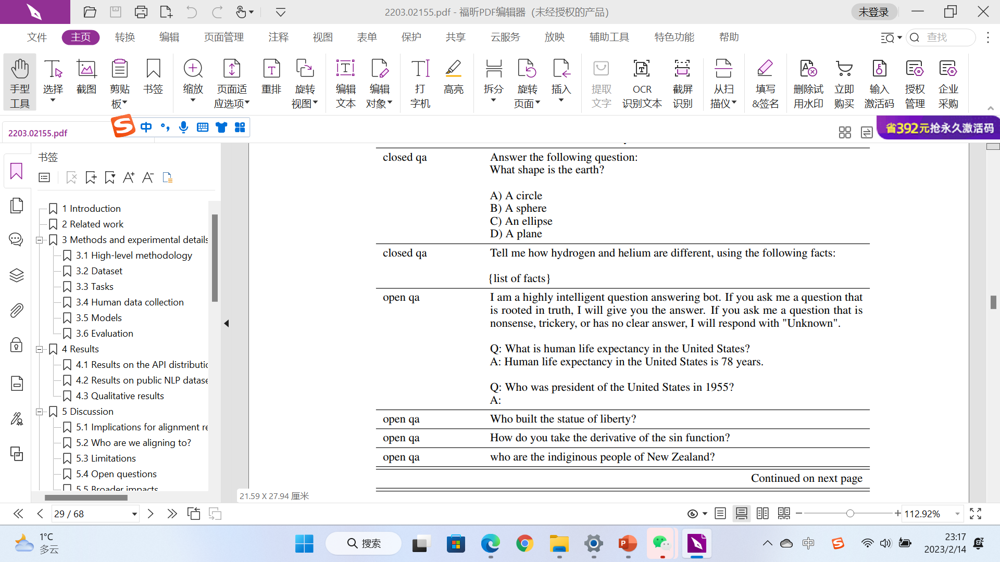 2203.02155.pdf - 福昕PDF编辑器 (未经授权的产品)
未登录
文件 主页 转换 编辑 页面管理 注释 视图 表单 保护 共享 云服务 放映 辅助工具 特色功能 帮助
查找
手型工具
选择
截图
剪贴板
书签
缩放
页面适应选项
重排
旋转视图
编辑文本
编辑对象
打字机
高亮
拆分
旋转页面
插入
提取文字
OCR识别文本
截屏识别
从扫描仪
填写&签名
删除试用水印
立即购买
输入激活码
授权管理
企业采购
2203.02155.pdf
中
省392元抢永久激活码
书签
1 Introduction
2 Related work
3 Methods and experimental details
3.1 High-level methodology
3.2 Dataset
3.3 Tasks
3.4 Human data collection
3.5 Models
3.6 Evaluation
4 Results
4.1 Results on the API distributio
4.2 Results on public NLP datase
4.3 Qualitative results
5 Discussion
5.1 Implications for alignment re
5.2 Who are we aligning to?
5.3 Limitations
5.4 Open questions
5.5 Broader impacts
closed qa Answer the following question:
What shape is the earth?
A) A circle
B) A sphere
C) An ellipse
D) A plane
closed qa Tell me how hydrogen and helium are different, using the following facts:
{list of facts}
open qa I am a highly intelligent question answering bot. If you ask me a question that
is rooted in truth, I will give you the answer. If you ask me a question that is
nonsense, trickery, or has no clear answer, I will respond with "Unknown".
Q: What is human life expectancy in the United States?
A: Human life expectancy in the United States is 78 years.
Q: Who was president of the United States in 1955?
A:
open qa Who built the statue of liberty?
open qa How do you take the derivative of the sin function?
open qa who are the indiginous people of New Zealand?
Continued on next page
21.59 X 27.94 厘米
29 / 68
112.92%
1°C
多云
搜索
中
23:17
2023/2/14